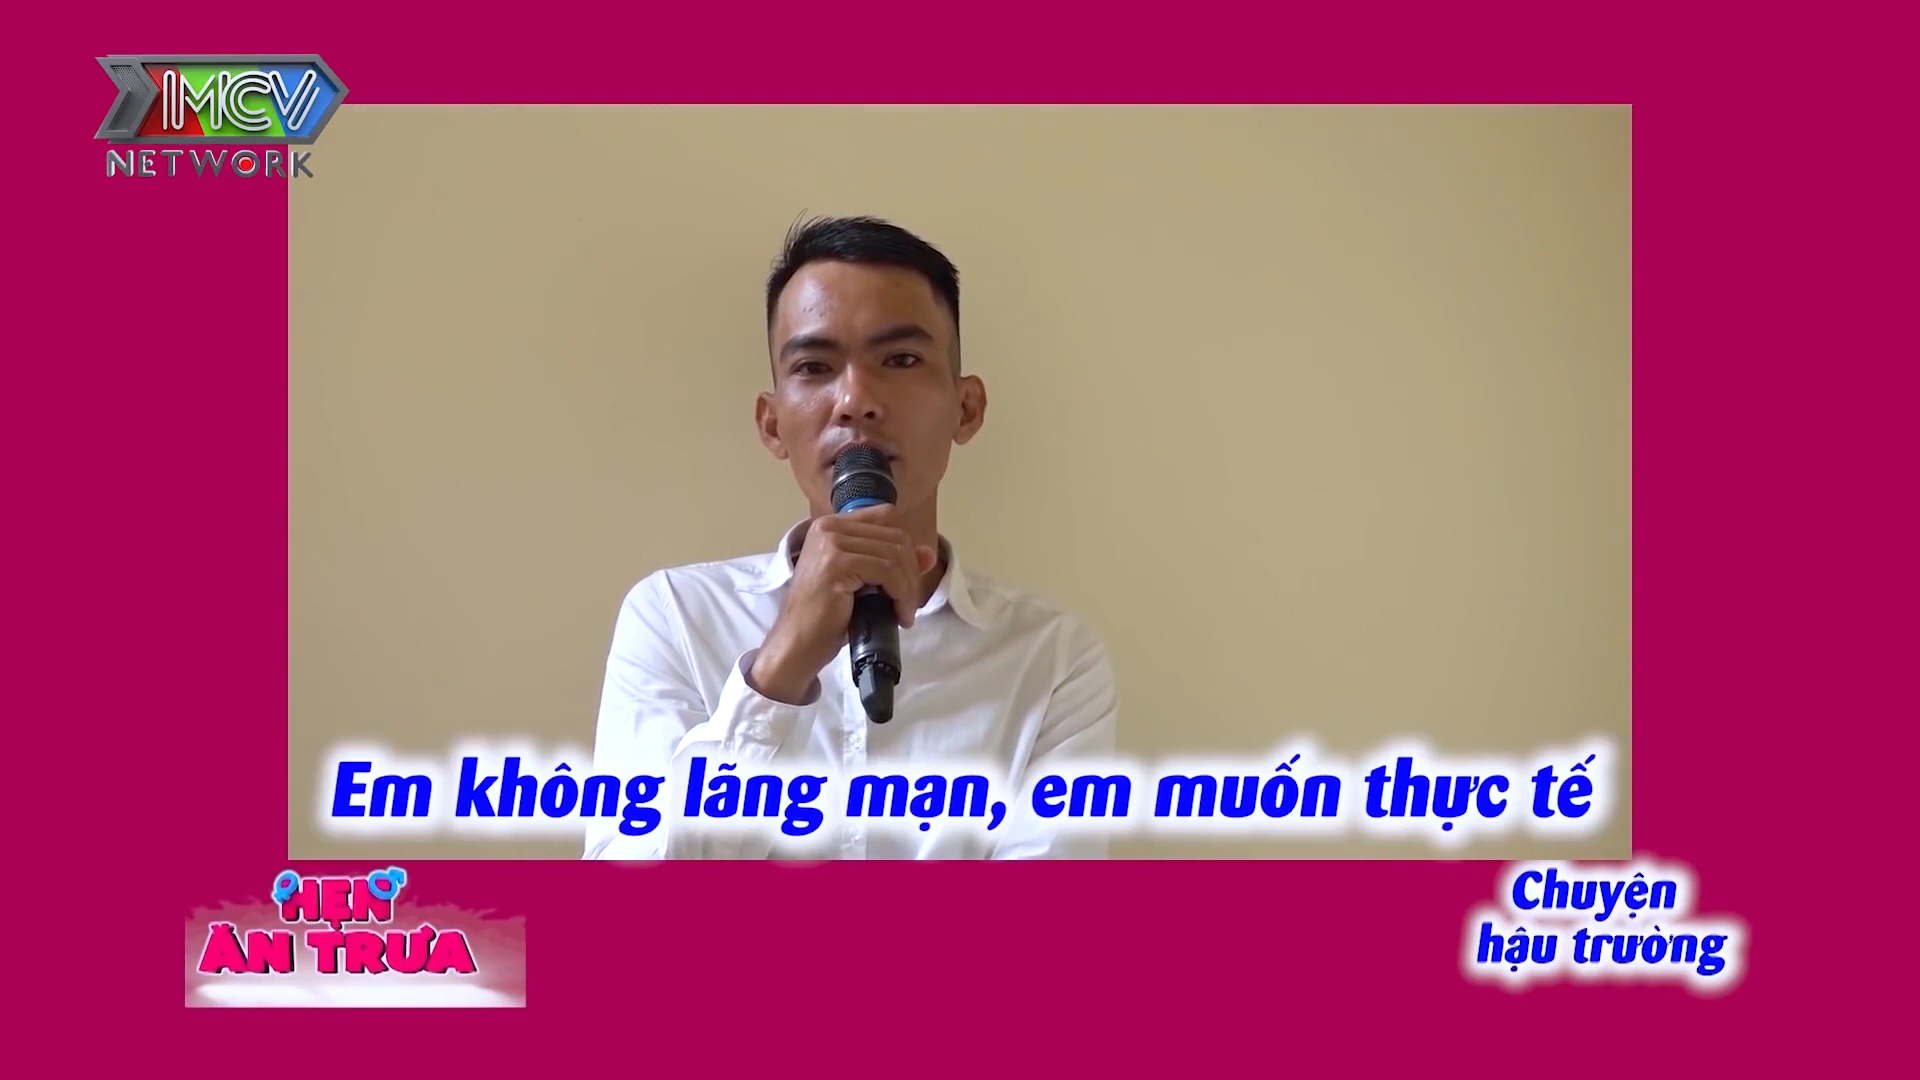 MCV
NETWORK
Em không lãng mạn, em muốn thực tế
HẸN
ĂN TRƯA
Chuyện
hậu trường